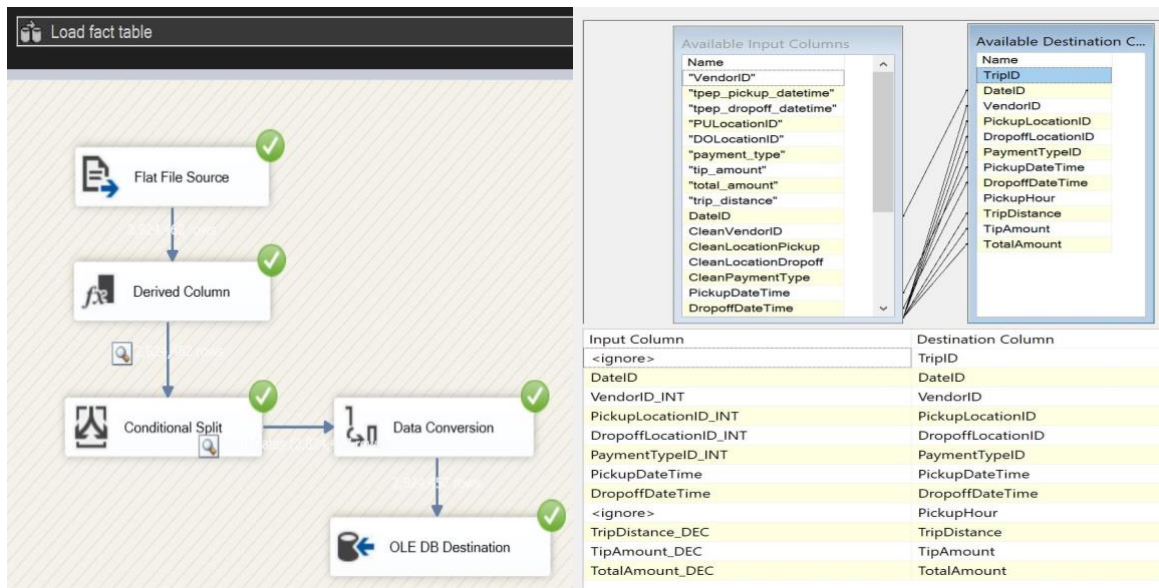 Load fact table
Flat File Source
Derived Column
Conditional Split
Data Conversion
OLE DB Destination
Available Input Columns
Name
"VendorID"
"tpep_pickup_datetime"
"tpep_dropoff_datetime"
"PULocationID"
"DOLocationID"
"payment_type"
"tip_amount"
"total_amount"
"trip_distance"
DateID
CleanVendorID
CleanLocationPickup
CleanLocationDropoff
CleanPaymentType
PickupDateTime
DropoffDateTime
Available Destination C...
Name
TripID
DateID
VendorID
PickupLocationID
DropoffLocationID
PaymentTypeID
PickupDateTime
DropoffDateTime
PickupHour
TripDistance
TipAmount
TotalAmount
Input Column Destination Column
<ignore> TripID
DateID DateID
VendorID_INT VendorID
PickupLocationID_INT PickupLocationID
DropoffLocationID_INT DropoffLocationID
PaymentTypeID_INT PaymentTypeID
PickupDateTime PickupDateTime
DropoffDateTime DropoffDateTime
<ignore> PickupHour
TripDistance_DEC TripDistance
TipAmount_DEC TipAmount
TotalAmount_DEC TotalAmount